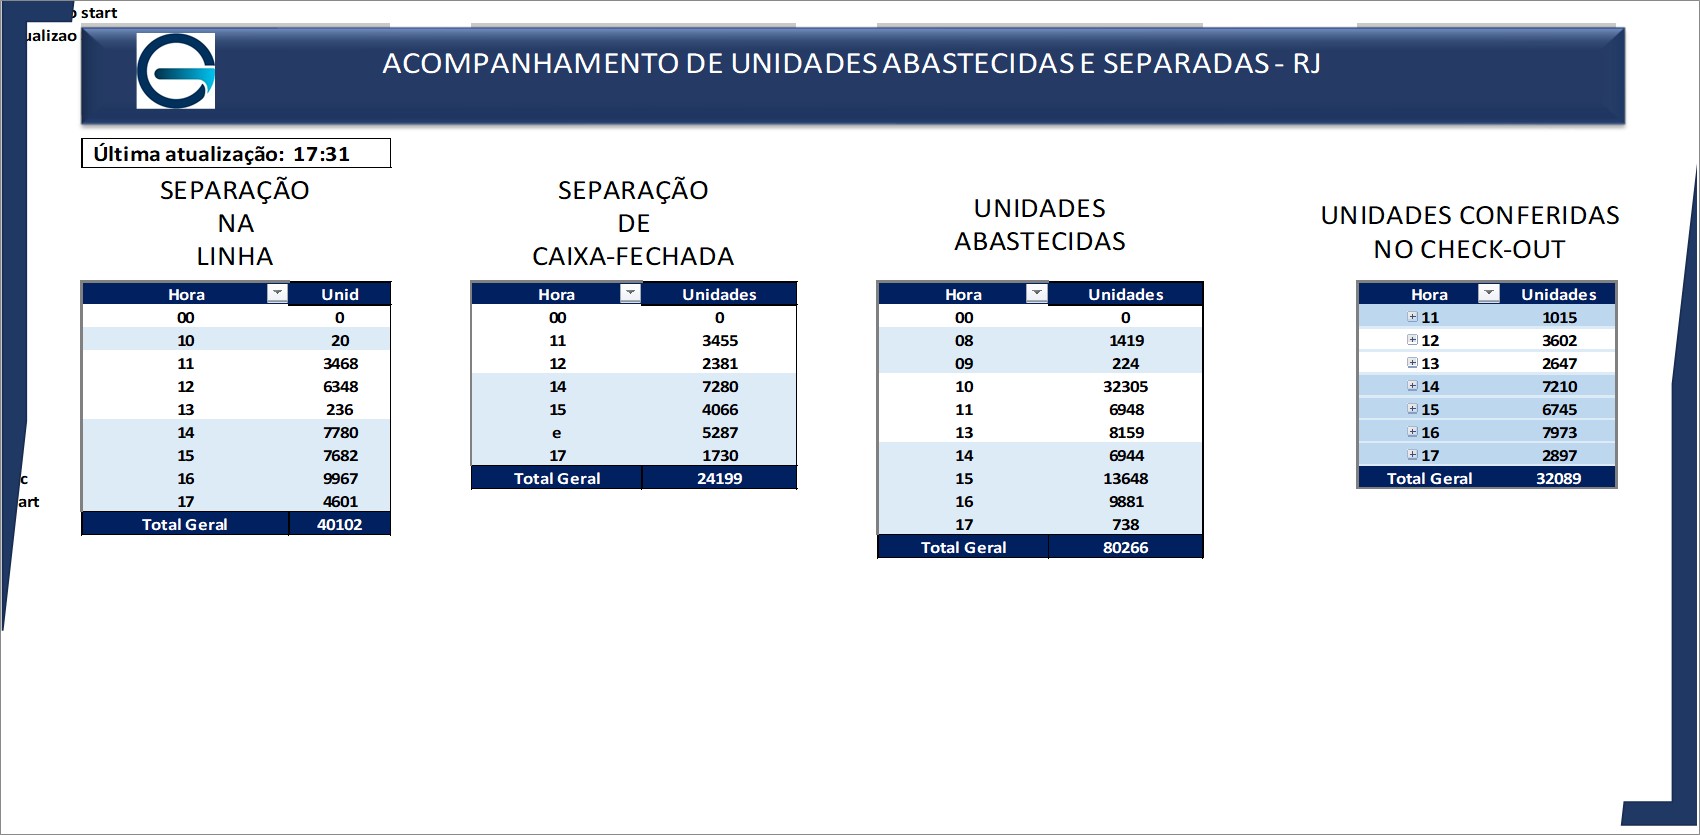 start
ualizao
ACOMPANHAMENTO DE UNIDADES ABASTECIDAS E SEPARADAS - RJ
Última atualização: 17:31
SEPARAÇÃO
NA
LINHA
Hora Unid
00 0
10 20
11 3468
12 6348
13 236
14 7780
15 7682
16 9967
17 4601
Total Geral 40102
SEPARAÇÃO
DE
CAIXA-FECHADA
Hora Unidades
00 0
11 3455
12 2381
14 7280
15 4066
e 5287
17 1730
Total Geral 24199
UNIDADES
ABASTECIDAS
Hora Unidades
00 0
08 1419
09 224
10 32305
11 6948
13 8159
14 6944
15 13648
16 9881
17 738
Total Geral 80266
UNIDADES CONFERIDAS
NO CHECK-OUT
Hora Unidades
11 1015
12 3602
13 2647
14 7210
15 6745
16 7973
17 2897
Total Geral 32089
c
art